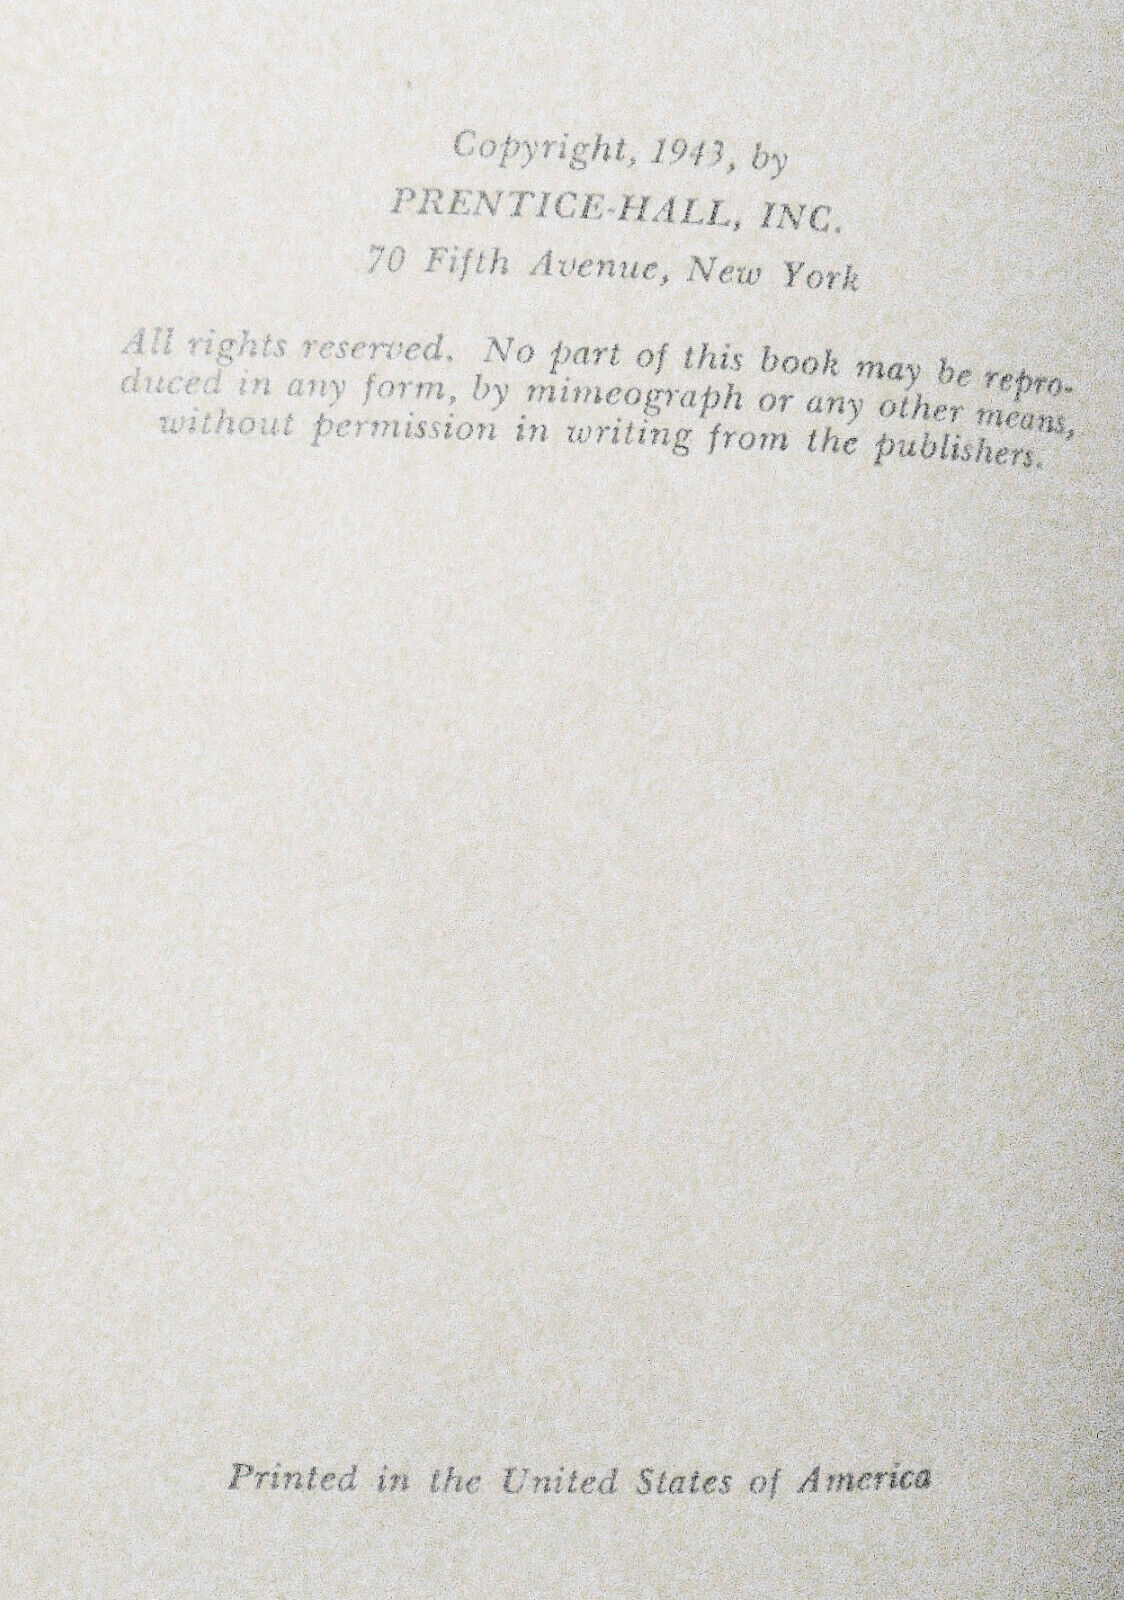 Copyright, 1943, by
PRENTICE-HALL, INC.
70 Fifth Avenue, New York
All rights reserved. No part of this book may be repro-
duced in any form, by mimeograph or any other means,
without permission in writing from the publishers.
Printed in the United States of America